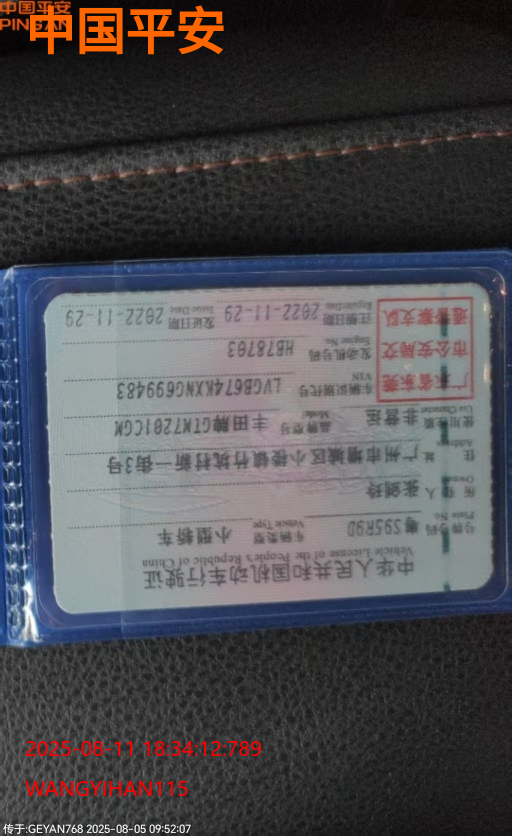 中国平安
PINGAN
中国平安
中华人民共和国机动车行驶证
Vehicle License of the People's Republic of China
号牌号码 粤S95R9D 车辆类型 小型轿车
Plate No. Vehicle Type
所有人 张剑玲
Owner
住址 广州市增城区小楼镇竹坑村新一街3号
Address
使用性质 非营运 品牌型号 丰田牌GTM7201CGM
Use Character Model
车辆识别代号 LVGB674KXNG699483
VIN
发动机号码 HB78703
Engine No.
注册日期 2022-11-29 发证日期 2022-11-29
Register Date Issue Date
广东省东莞
市公安局交
通警察支队
2025-08-11 18:34:12:789
WANGYIHAN115
传于:GEYAN768 2025-08-05 09:52:07